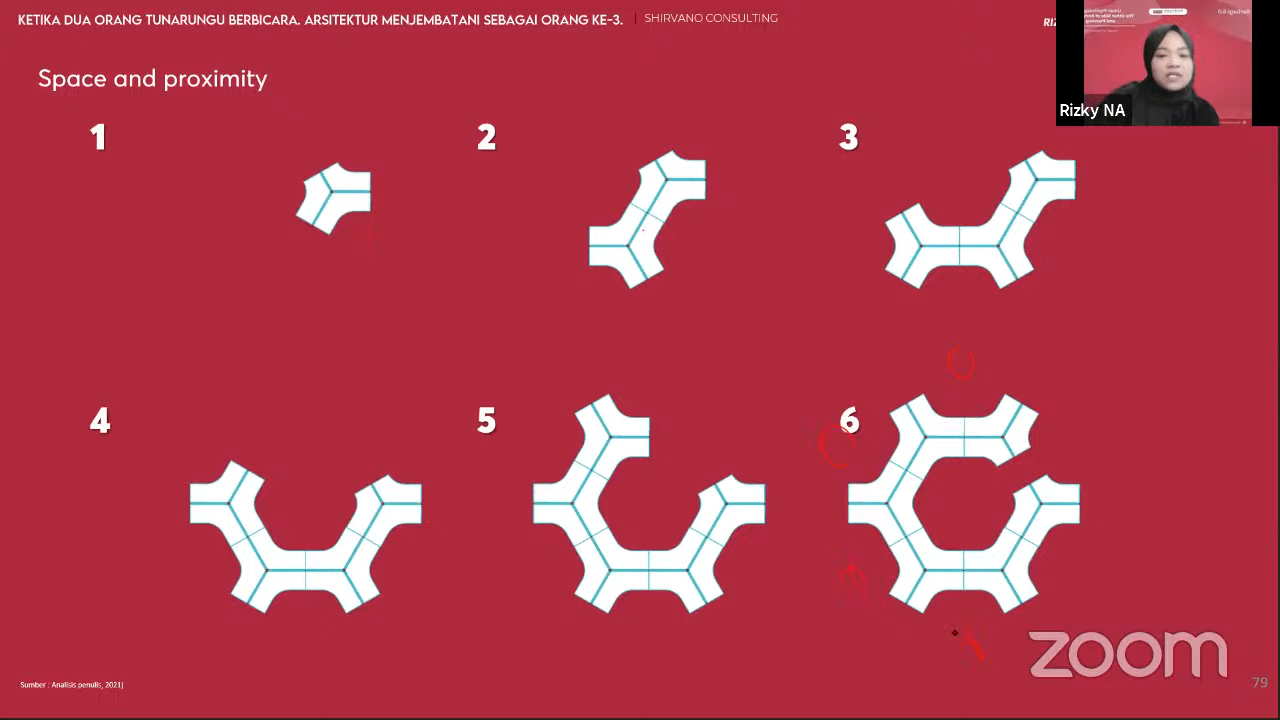 KETIKA DUA ORANG TUNARUNGU BERBICARA. ARSITEKTUR MENJEMBATANI SEBAGAI ORANG KE-3. | SHIRVANO CONSULTING
Space and proximity
Rizky NA
1
2
3
4
5
6
zoom
Sumber : Analisis penulis, 2021)
79